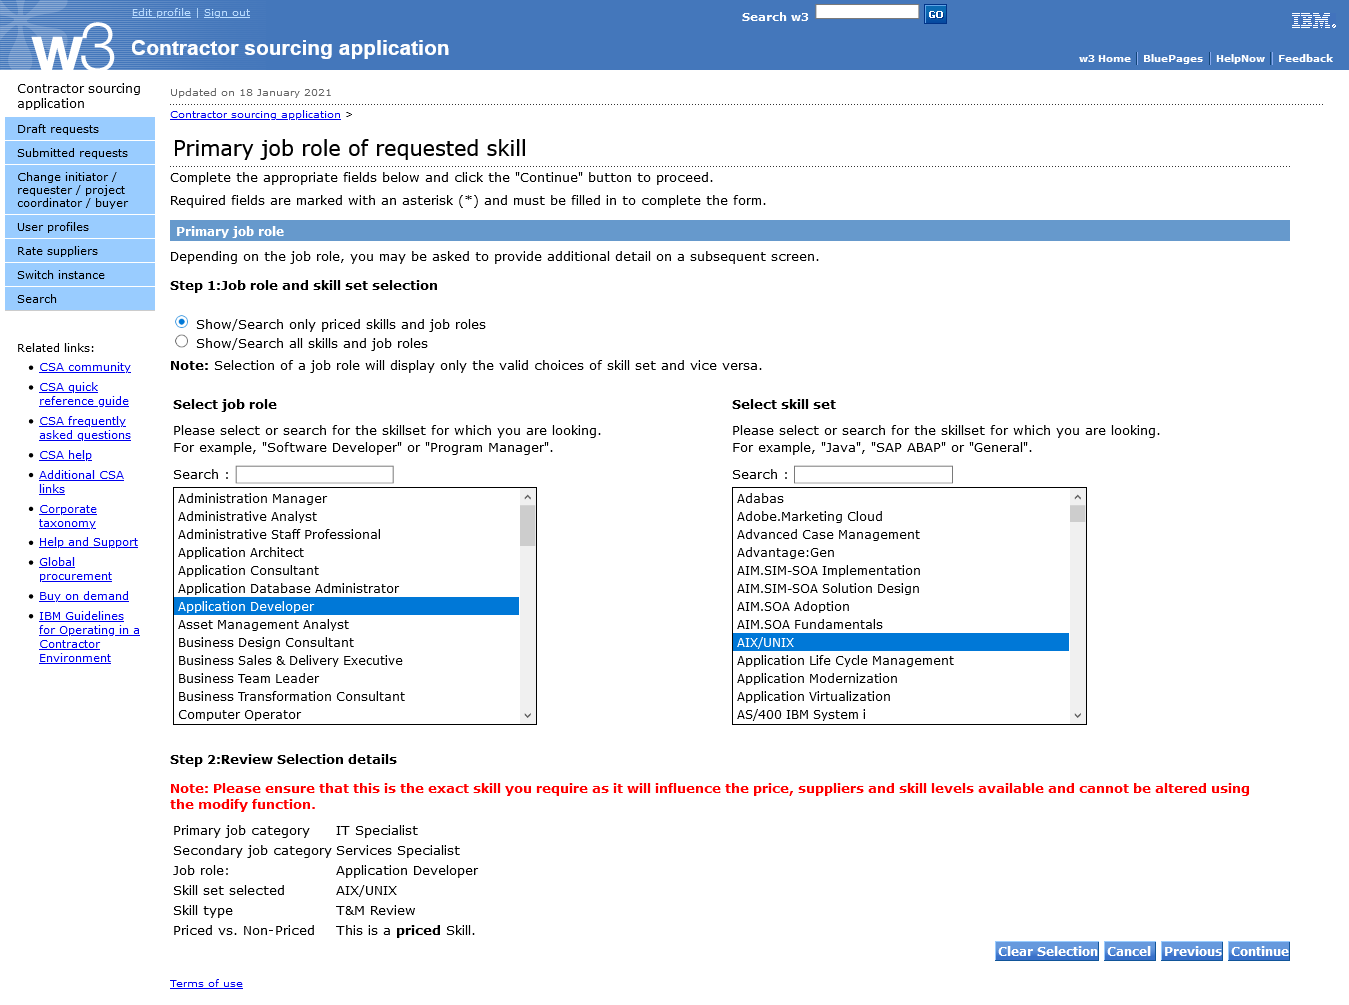 Edit profile | Sign out
Search w3
GO
IBM.
w3
Contractor sourcing application
w3 Home | BluePages | HelpNow | Feedback
Contractor sourcing
application
Draft requests
Submitted requests
Change initiator /
requester / project
coordinator / buyer
User profiles
Rate suppliers
Switch instance
Search
Related links:
• CSA community
• CSA quick
reference guide
• CSA frequently
asked questions
• CSA help
• Additional CSA
links
• Corporate
taxonomy
• Help and Support
• Global
procurement
• Buy on demand
• IBM Guidelines
for Operating in a
Contractor
Environment
Updated on 18 January 2021
Contractor sourcing application >
Primary job role of requested skill
Complete the appropriate fields below and click the "Continue" button to proceed.
Required fields are marked with an asterisk (*) and must be filled in to complete the form.
Primary job role
Depending on the job role, you may be asked to provide additional detail on a subsequent screen.
Step 1:Job role and skill set selection
Show/Search only priced skills and job roles
Show/Search all skills and job roles
Note: Selection of a job role will display only the valid choices of skill set and vice versa.
Select job role
Please select or search for the skillset for which you are looking.
For example, "Software Developer" or "Program Manager".
Search :
Administration Manager
Administrative Analyst
Administrative Staff Professional
Application Architect
Application Consultant
Application Database Administrator
Application Developer
Asset Management Analyst
Business Design Consultant
Business Sales & Delivery Executive
Business Team Leader
Business Transformation Consultant
Computer Operator
Select skill set
Please select or search for the skillset for which you are looking.
For example, "Java", "SAP ABAP" or "General".
Search :
Adabas
Adobe.Marketing Cloud
Advanced Case Management
Advantage:Gen
AIM.SIM-SOA Implementation
AIM.SIM-SOA Solution Design
AIM.SOA Adoption
AIM.SOA Fundamentals
AIX/UNIX
Application Life Cycle Management
Application Modernization
Application Virtualization
AS/400 IBM System i
Step 2:Review Selection details
Note: Please ensure that this is the exact skill you require as it will influence the price, suppliers and skill levels available and cannot be altered using
the modify function.
Primary job category IT Specialist
Secondary job category Services Specialist
Job role: Application Developer
Skill set selected AIX/UNIX
Skill type T&M Review
Priced vs. Non-Priced This is a priced Skill.
Clear Selection Cancel Previous Continue
Terms of use